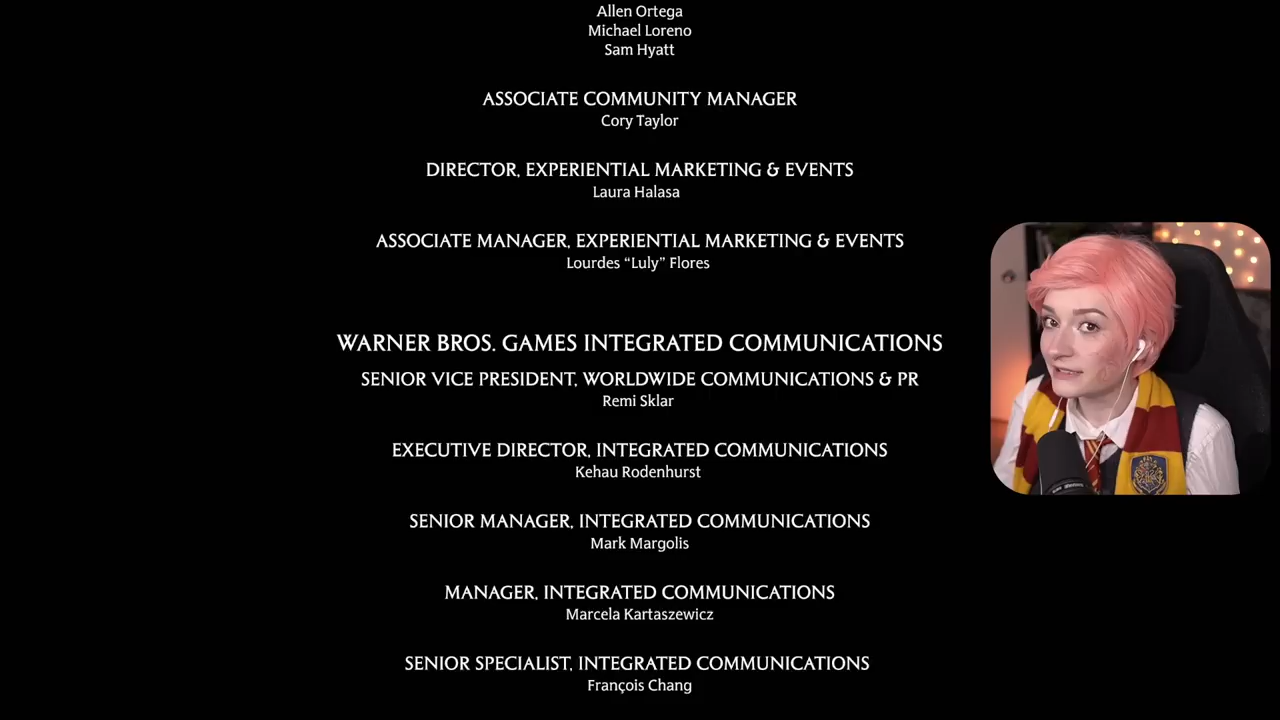 Allen Ortega
Michael Loreno
Sam Hyatt
ASSOCIATE COMMUNITY MANAGER
Cory Taylor
DIRECTOR, EXPERIENTIAL MARKETING & EVENTS
Laura Halasa
ASSOCIATE MANAGER, EXPERIENTIAL MARKETING & EVENTS
Lourdes “Luly” Flores
WARNER BROS. GAMES INTEGRATED COMMUNICATIONS
SENIOR VICE PRESIDENT, WORLDWIDE COMMUNICATIONS & PR
Remi Sklar
EXECUTIVE DIRECTOR, INTEGRATED COMMUNICATIONS
Kehau Rodenhurst
SENIOR MANAGER, INTEGRATED COMMUNICATIONS
Mark Margolis
MANAGER, INTEGRATED COMMUNICATIONS
Marcela Kartaszewicz
SENIOR SPECIALIST, INTEGRATED COMMUNICATIONS
François Chang